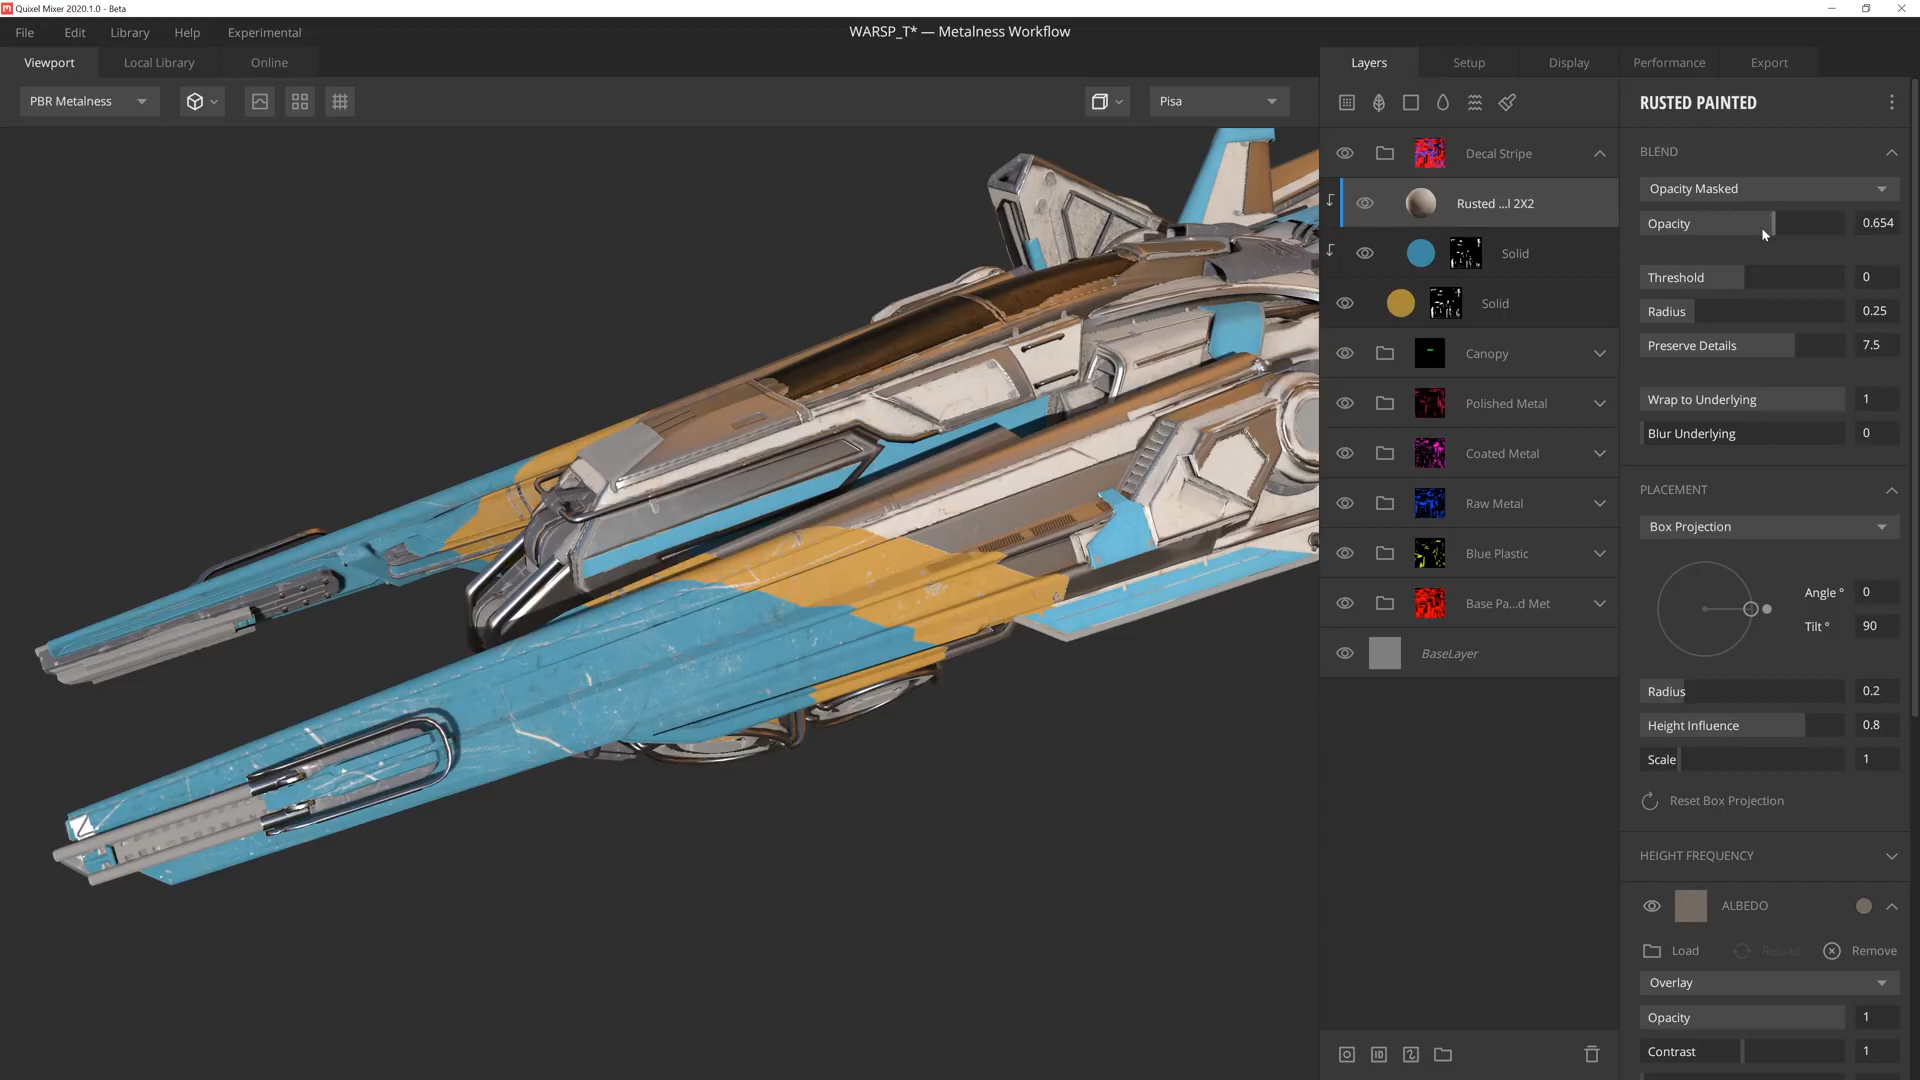 Quixel Mixer 2020.1.0 - Beta
File Edit Library Help Experimental
WARSP_T* — Metalness Workflow
Viewport Local Library Online
Layers Setup Display Performance Export
PBR Metalness
Pisa
RUSTED PAINTED
Decal Stripe
Rusted ...l 2X2
Solid
Solid
Canopy
Polished Metal
Coated Metal
Raw Metal
Blue Plastic
Base Pa...d Met
BaseLayer
ID
BLEND
Opacity Masked
Opacity 0.654
Threshold 0
Radius 0.25
Preserve Details 7.5
Wrap to Underlying 1
Blur Underlying 0
PLACEMENT
Box Projection
Angle ° 0
Tilt ° 90
Radius 0.2
Height Influence 0.8
Scale 1
Reset Box Projection
HEIGHT FREQUENCY
ALBEDO
Load Reload Remove
Overlay
Opacity 1
Contrast 1